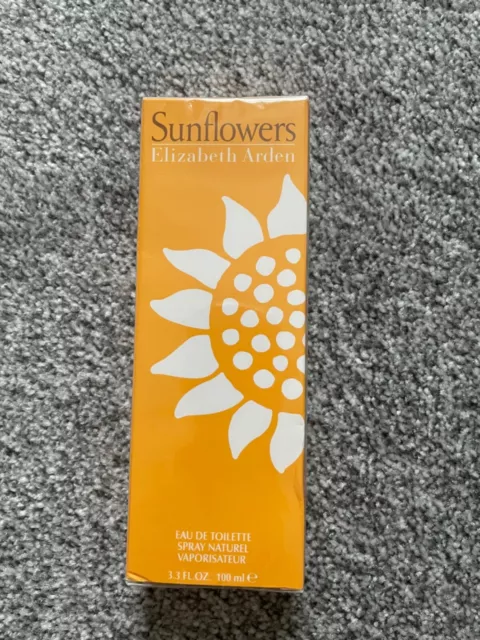 Sunflowers
Elizabeth Arden
EAU DE TOILETTE
SPRAY NATUREL
VAPORISATEUR
3.3 FL.OZ. 100 ml ℮